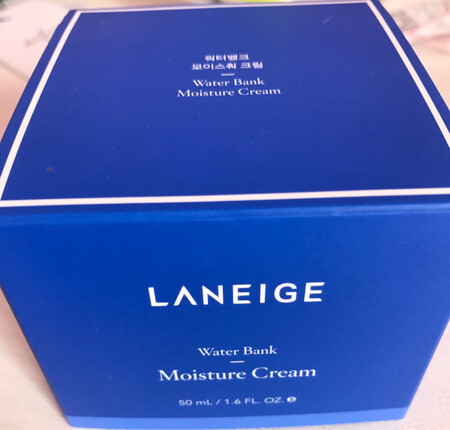 워터뱅크
모이스춰 크림
Water Bank
Moisture Cream
LANEIGE
Water Bank
Moisture Cream
50 mL / 1.6 FL. OZ. ℮